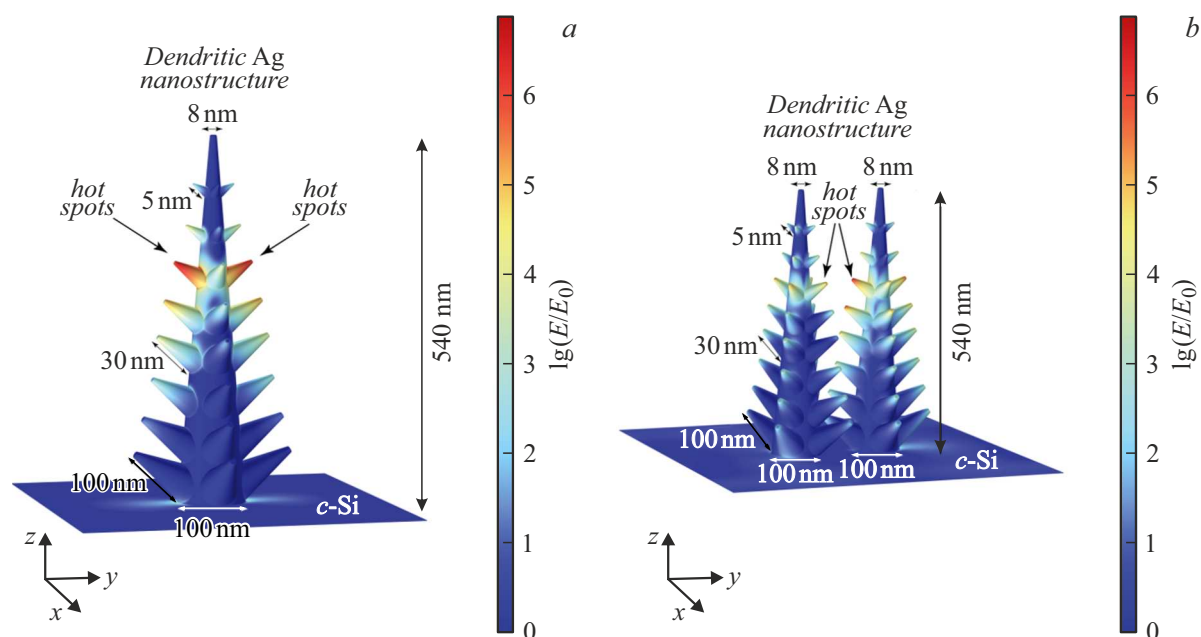 a
Dendritic Ag
nanostructure
8 nm
hot
spots
hot
spots
5 nm
30 nm
540 nm
100 nm
c-Si
100 nm
z
y
x
6
5
4
3
2
1
0
lg(E/E0)
b
Dendritic Ag
nanostructure
8 nm
8 nm
hot
spots
5 nm
30 nm
540 nm
100 nm
100 nm
100 nm
c-Si
z
y
x
6
5
4
3
2
1
0
lg(E/E0)